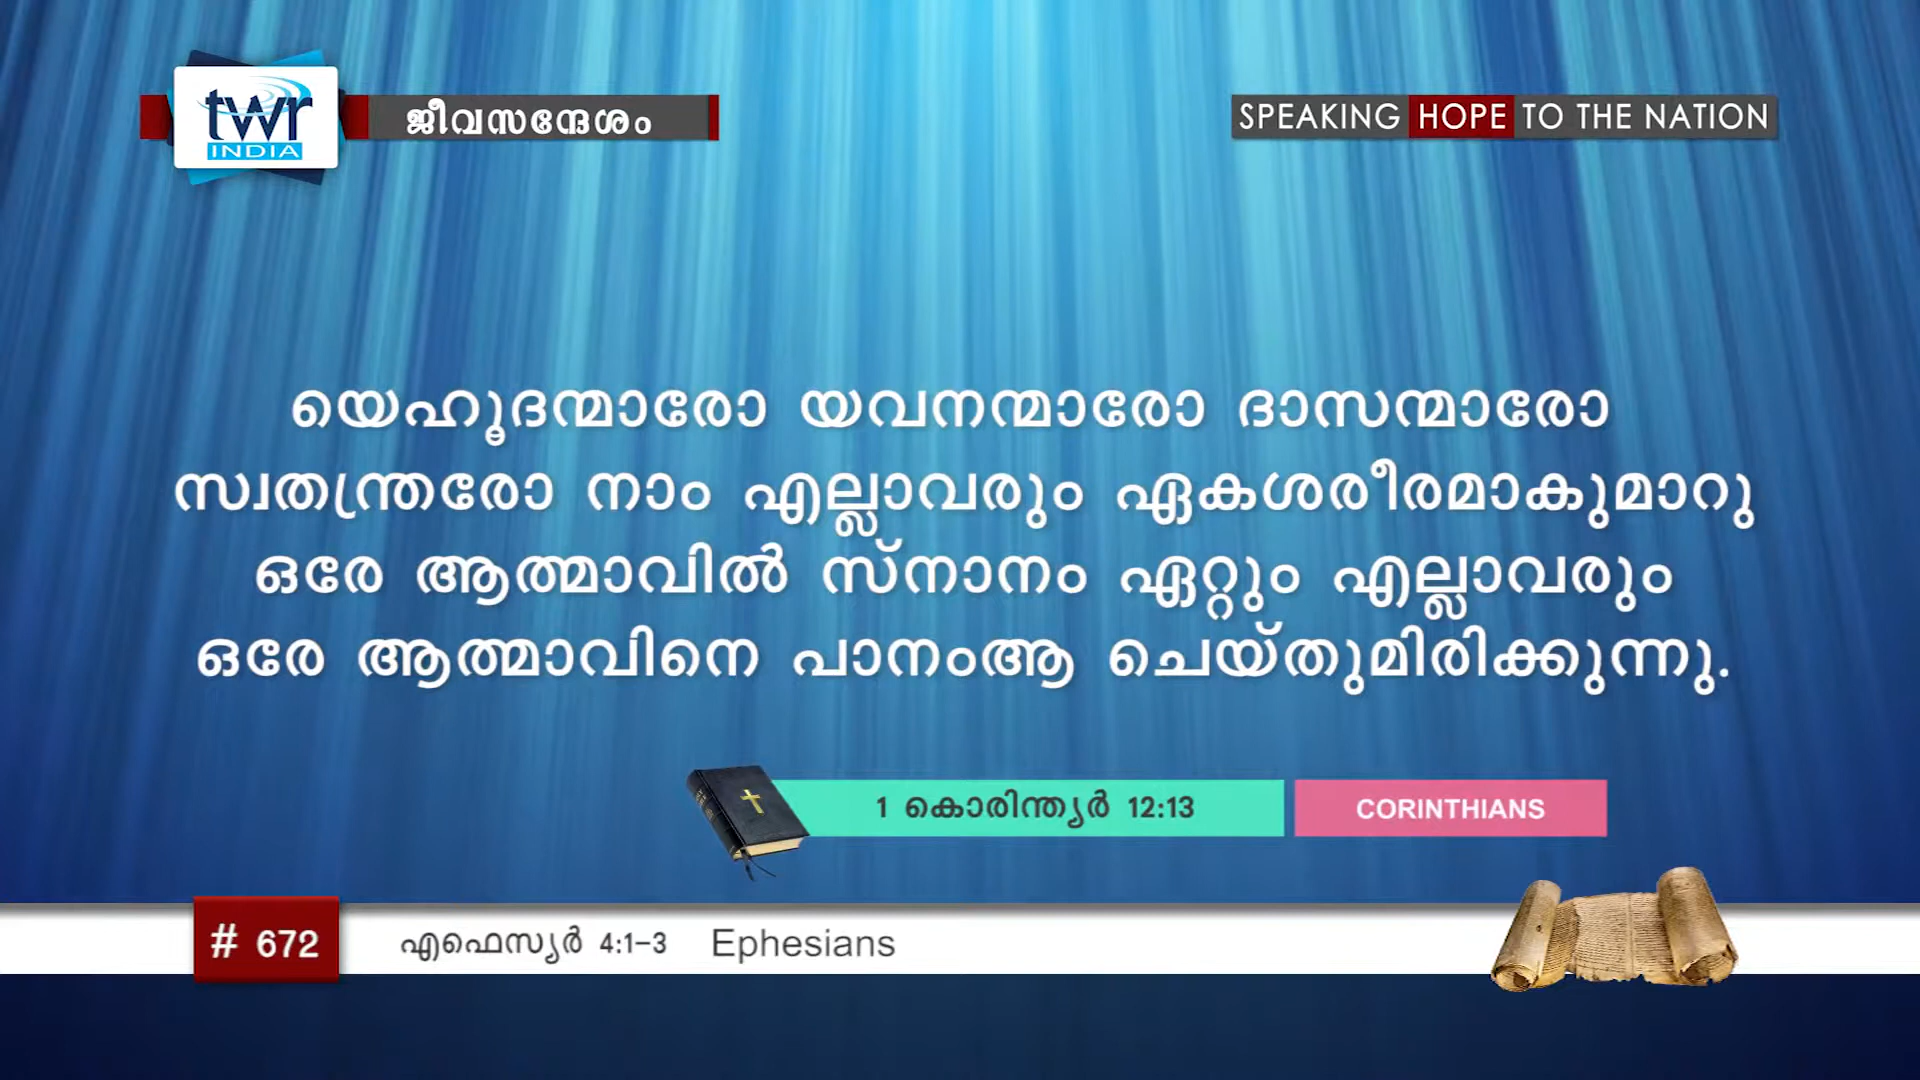 twr
INDIA
ജീവസന്ദേശം
SPEAKING HOPE TO THE NATION
യെഹൂദന്മാരോ യവനന്മാരോ ദാസന്മാരോ
സ്വതന്ത്രരോ നാം എല്ലാവരും ഏകശരീരമാകുമാറു
ഒരേ ആത്മാവിൽ സ്നാനം ഏറ്റും എല്ലാവരും
ഒരേ ആത്മാവിനെ പാനംആ ചെയ്തുമിരിക്കുന്നു.
1 കൊരിന്ത്യർ 12:13
CORINTHIANS
# 672
എഫെസ്യർ 4:1-3 Ephesians